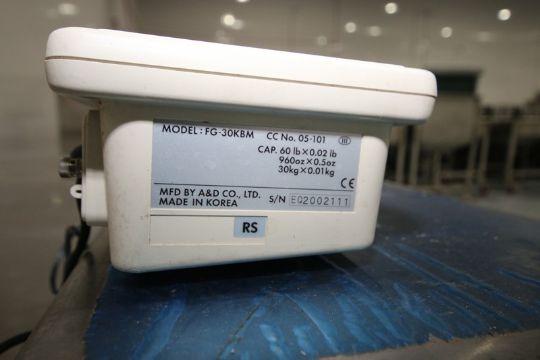 MODEL: FG-30KBM CC No. 05-101 III
CAP. 60 lb×0.02 lb
960oz×0.5oz
30kg×0.01kg
CE
MFD BY A&D CO., LTD.
MADE IN KOREA S/N E02002111
RS